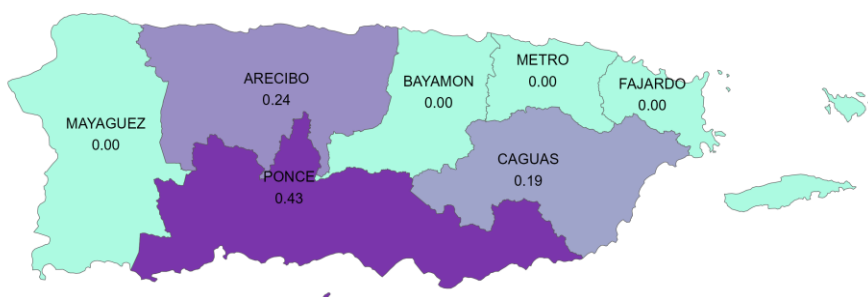 METRO
0.00
ARECIBO
0.24
BAYAMON
0.00
FAJARDO
0.00
MAYAGUEZ
0.00
CAGUAS
0.19
PONCE
0.43